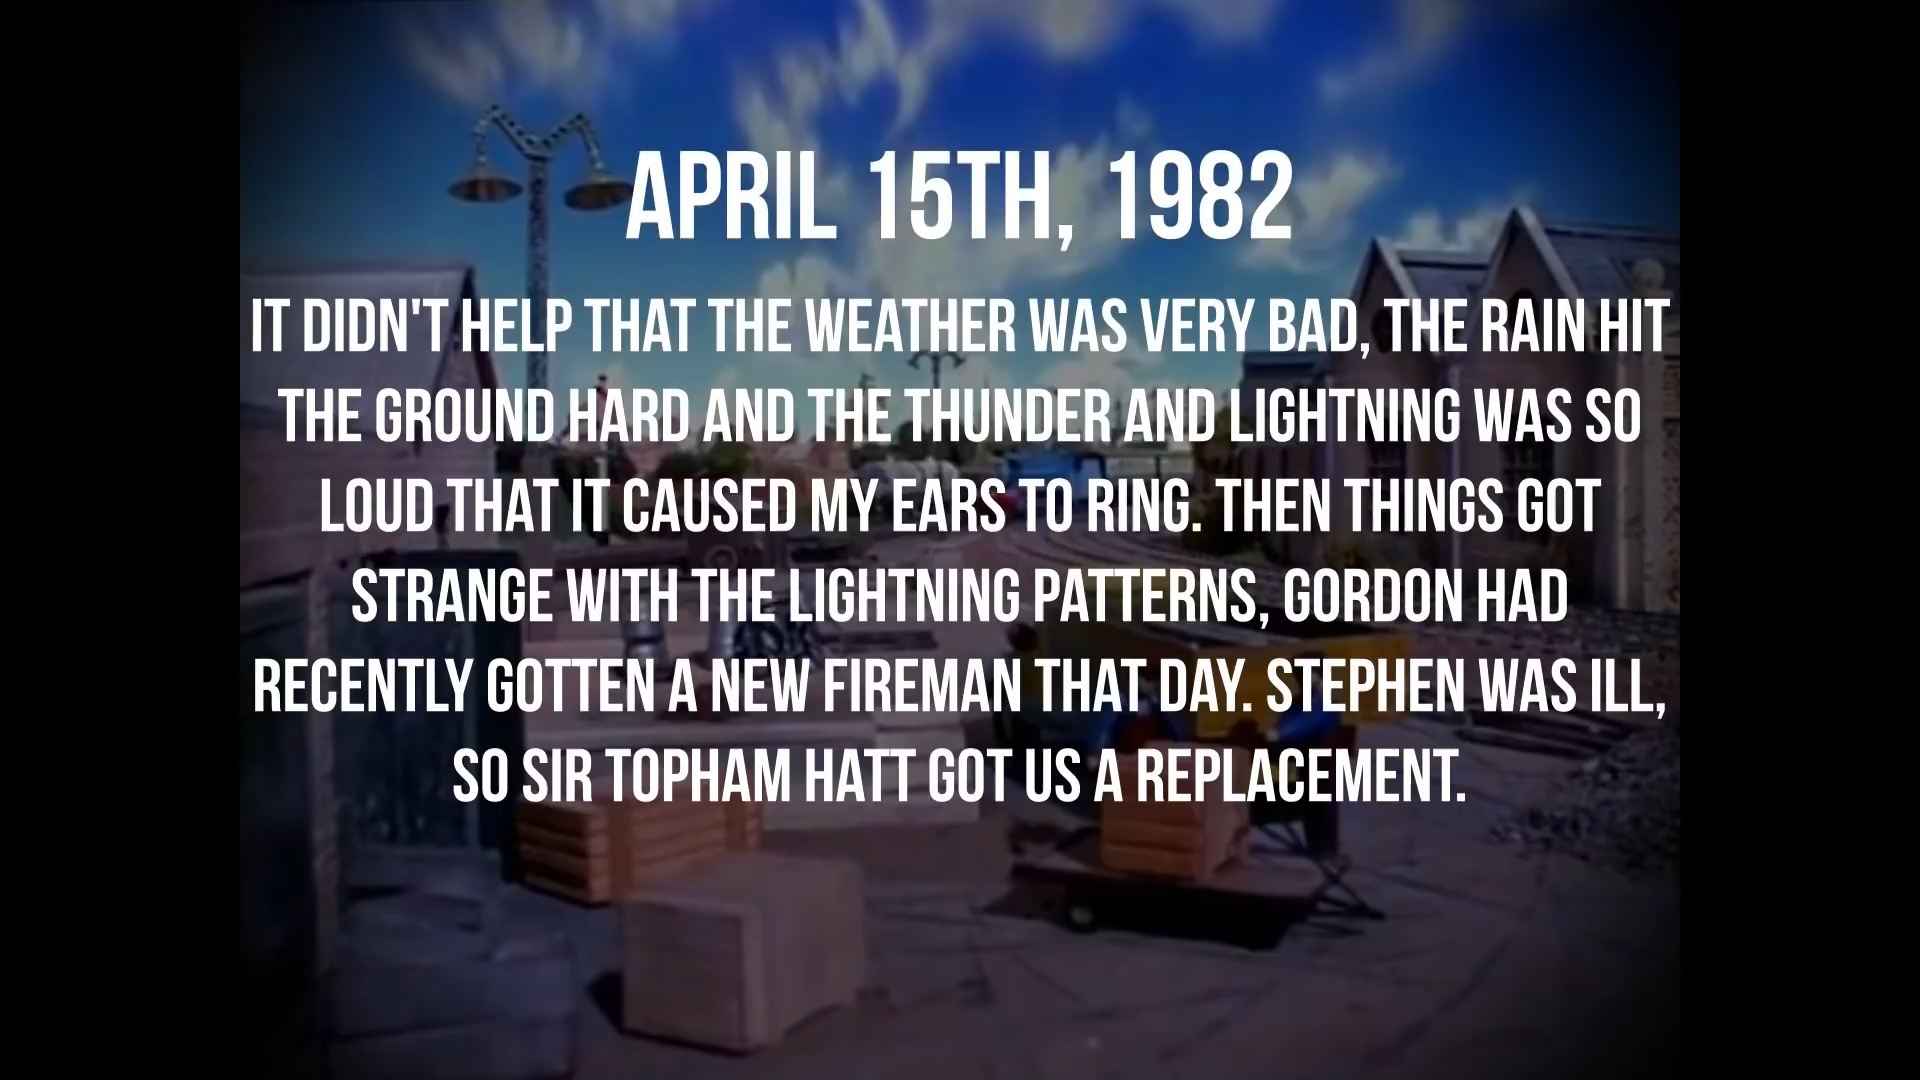 APRIL 15TH, 1982
IT DIDN'T HELP THAT THE WEATHER WAS VERY BAD, THE RAIN HIT
THE GROUND HARD AND THE THUNDER AND LIGHTNING WAS SO
LOUD THAT IT CAUSED MY EARS TO RING. THEN THINGS GOT
STRANGE WITH THE LIGHTNING PATTERNS, GORDON HAD
RECENTLY GOTTEN A NEW FIREMAN THAT DAY. STEPHEN WAS ILL,
SO SIR TOPHAM HATT GOT US A REPLACEMENT.